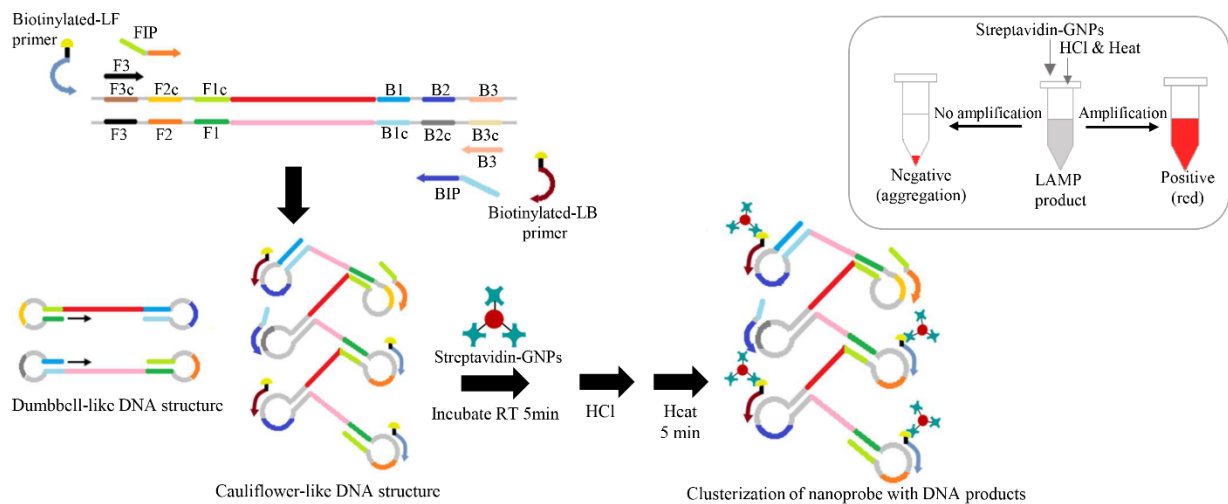 Biotinylated-LF
primer
FIP
F3
F3c F2c F1c B1 B2 B3
F3 F2 F1 B1c B2c B3c
B3
BIP
Biotinylated-LB
primer
Streptavidin-GNPs
HCl & Heat
No amplification
Amplification
Negative
(aggregation)
LAMP
product
Positive
(red)
Dumbbell-like DNA structure
Cauliflower-like DNA structure
Streptavidin-GNPs
Incubate RT 5min
HCl
Heat
5 min
Clusterization of nanoprobe with DNA products